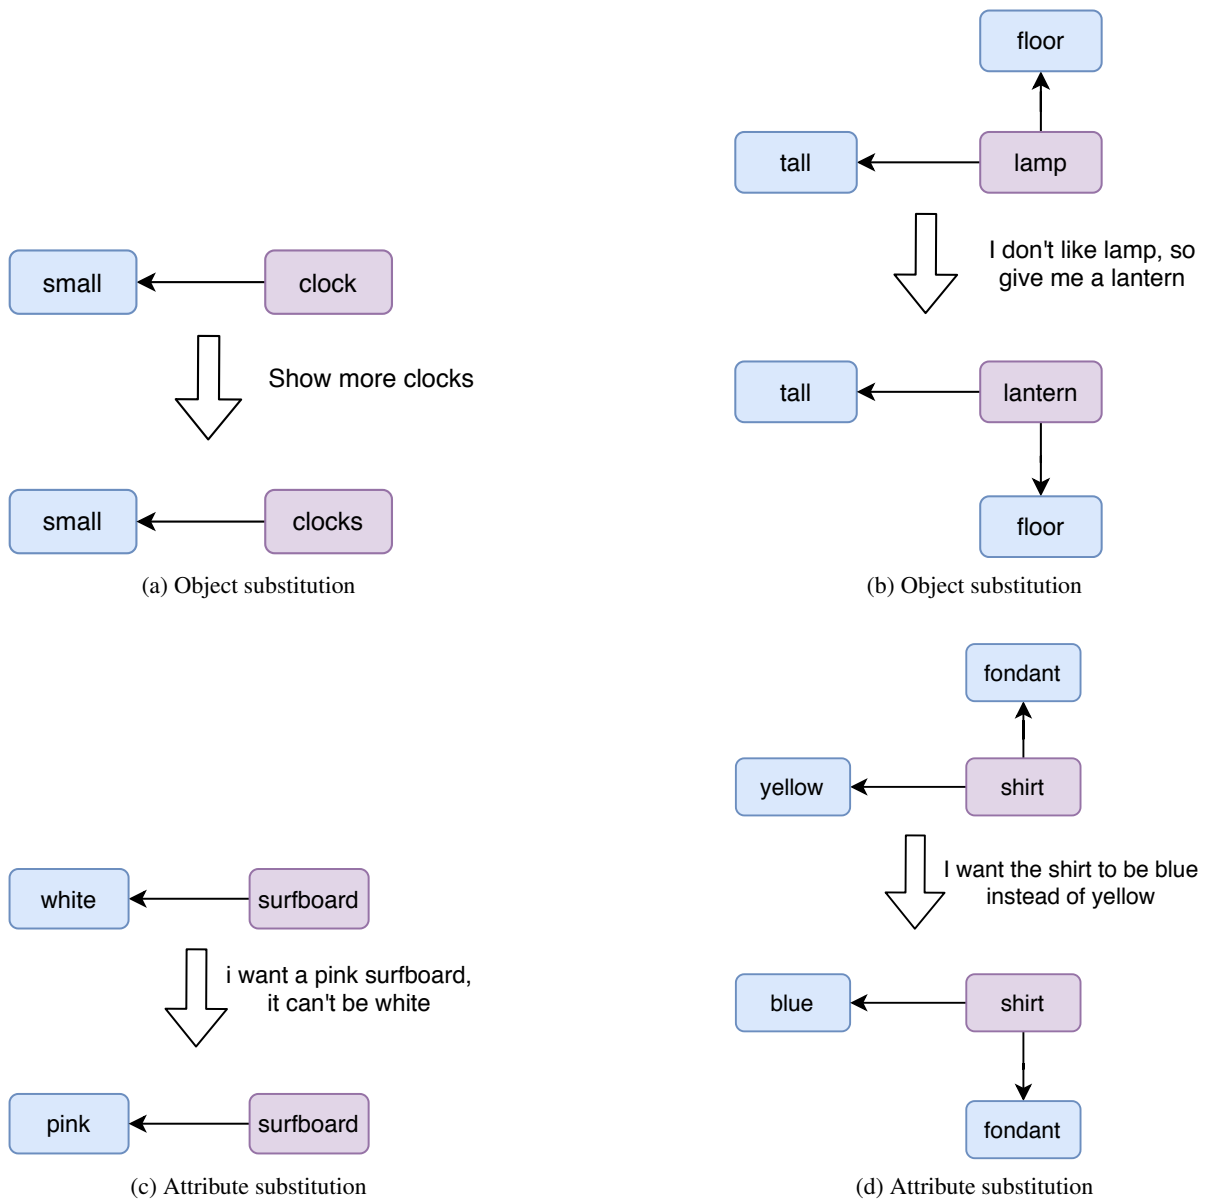 small
clock
Show more clocks
small
clocks
(a) Object substitution
floor
tall
lamp
I don't like lamp, so
give me a lantern
tall
lantern
floor
(b) Object substitution
white
surfboard
i want a pink surfboard,
it can't be white
pink
surfboard
(c) Attribute substitution
fondant
yellow
shirt
I want the shirt to be blue
instead of yellow
blue
shirt
fondant
(d) Attribute substitution